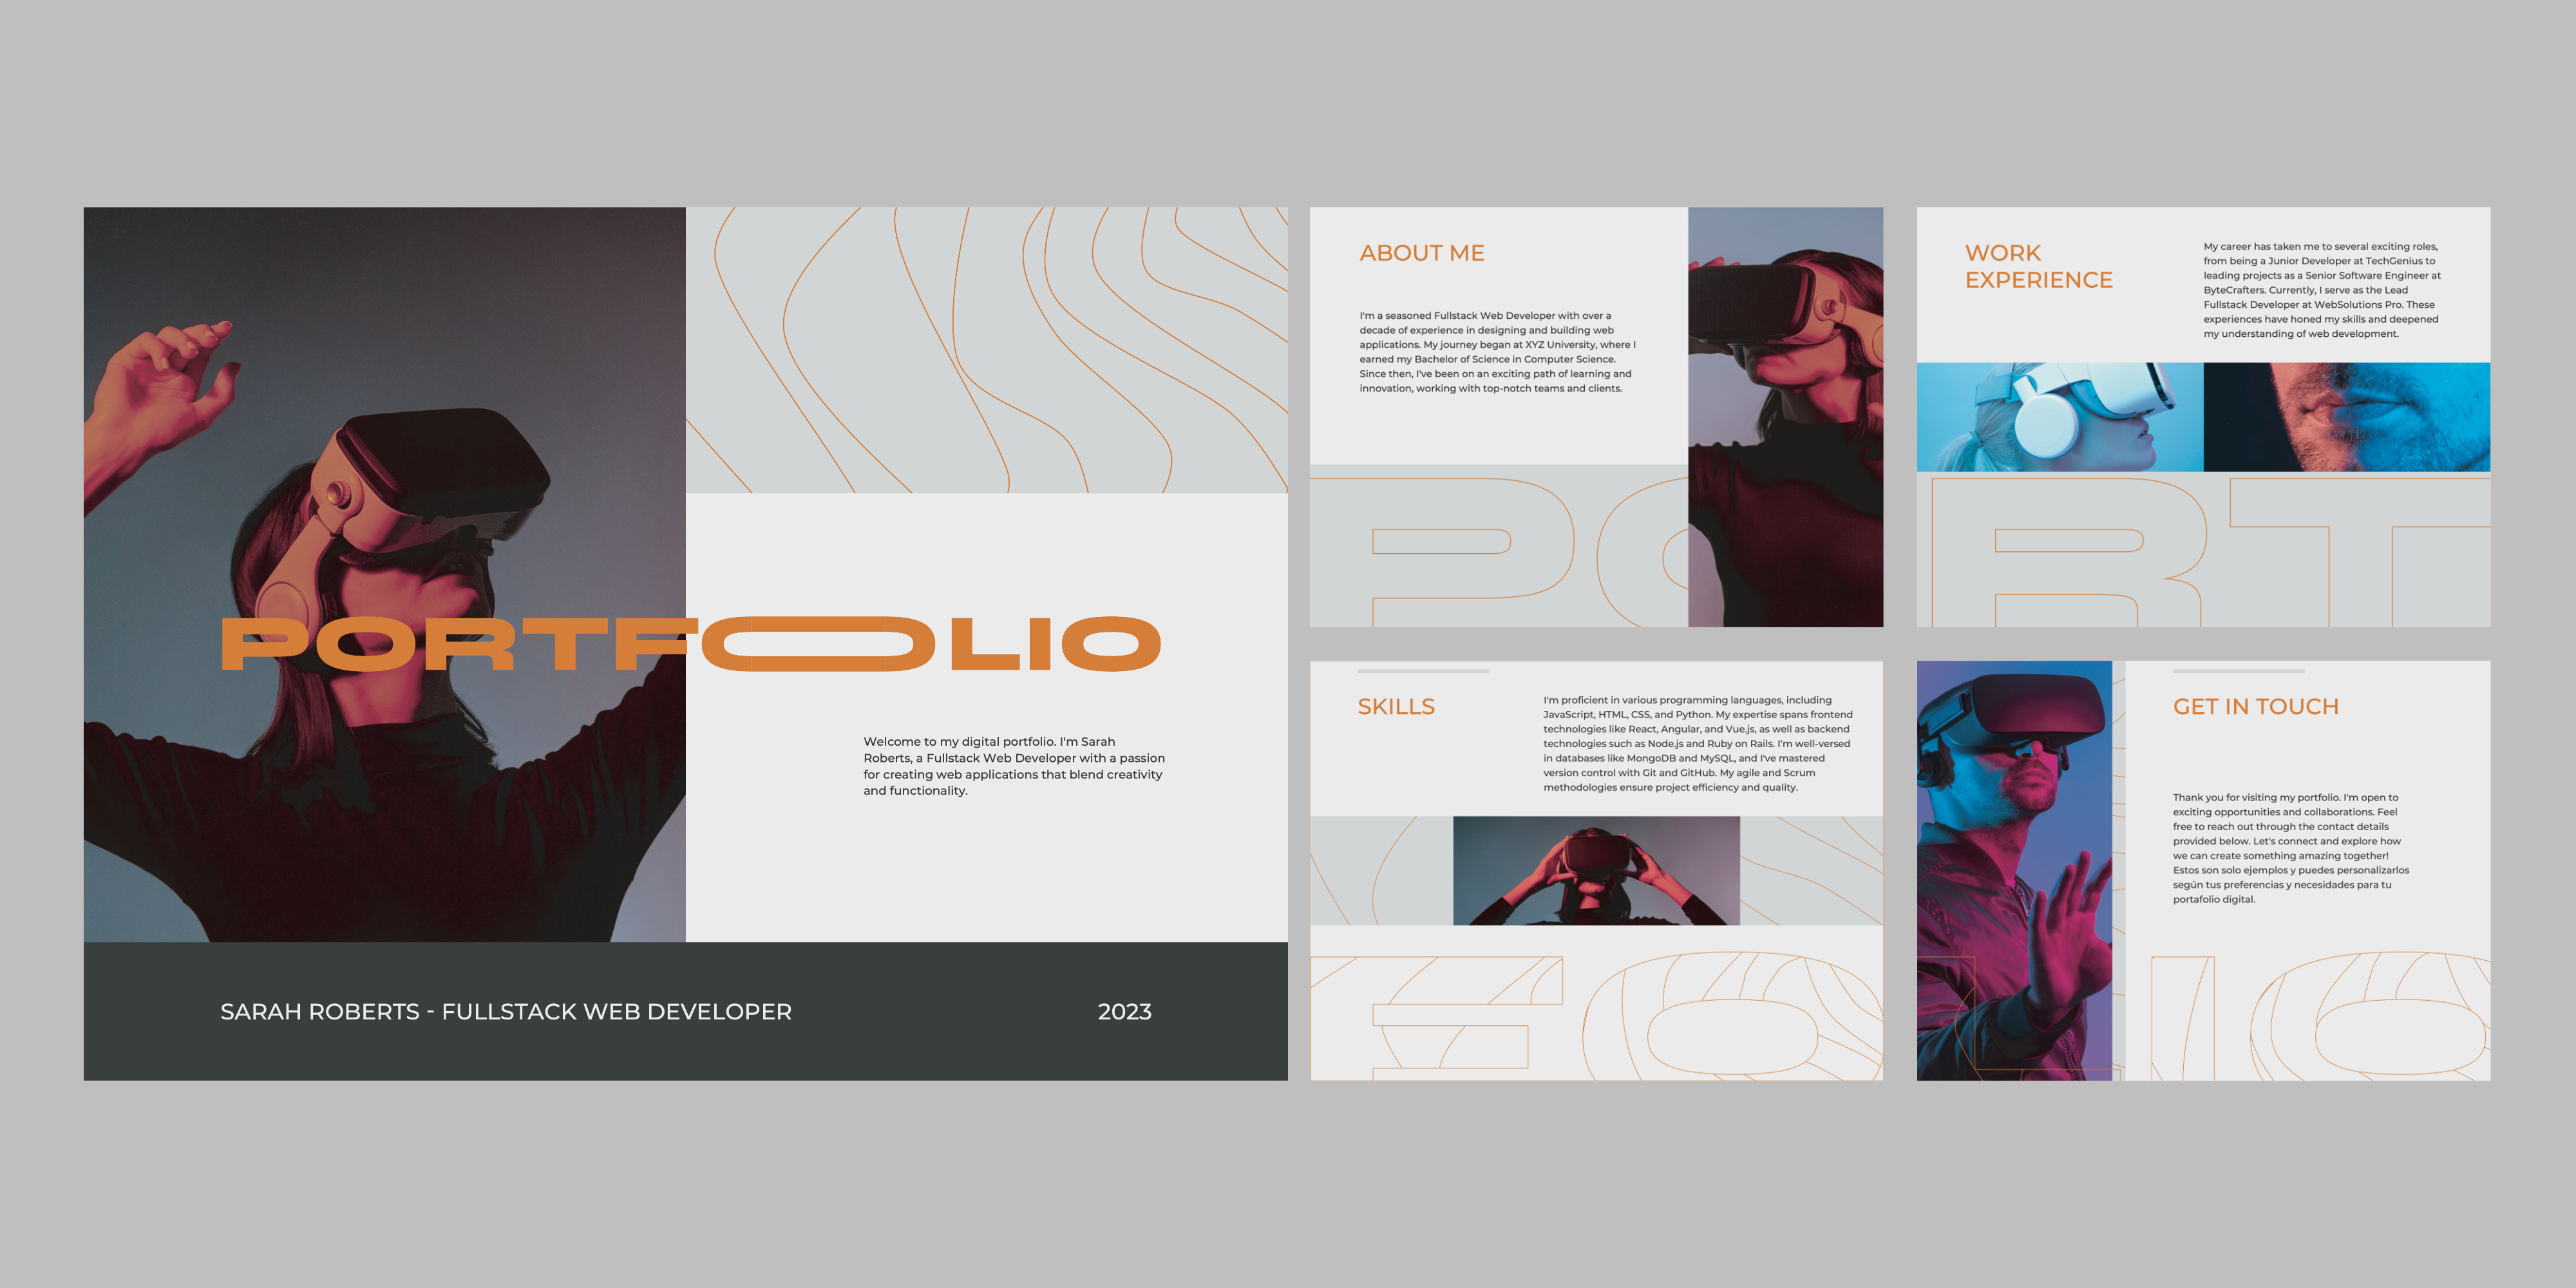 PORTFOLIO
Welcome to my digital portfolio. I'm Sarah
Roberts, a Fullstack Web Developer with a passion
for creating web applications that blend creativity
and functionality.
SARAH ROBERTS - FULLSTACK WEB DEVELOPER
2023
ABOUT ME
I'm a seasoned Fullstack Web Developer with over a
decade of experience in designing and building web
applications. My journey began at XYZ University, where I
earned my Bachelor of Science in Computer Science.
Since then, I've been on an exciting path of learning and
innovation, working with top-notch teams and clients.
PO
WORK
EXPERIENCE
My career has taken me to several exciting roles,
from being a Junior Developer at TechGenius to
leading projects as a Senior Software Engineer at
ByteCrafters. Currently, I serve as the Lead
Fullstack Developer at WebSolutions Pro. These
experiences have honed my skills and deepened
my understanding of web development.
RT
SKILLS
I'm proficient in various programming languages, including
JavaScript, HTML, CSS, and Python. My expertise spans frontend
technologies like React, Angular, and Vue.js, as well as backend
technologies such as Node.js and Ruby on Rails. I'm well-versed
in databases like MongoDB and MySQL, and I've mastered
version control with Git and GitHub. My agile and Scrum
methodologies ensure project efficiency and quality.
FO
GET IN TOUCH
Thank you for visiting my portfolio. I'm open to
exciting opportunities and collaborations. Feel
free to reach out through the contact details
provided below. Let's connect and explore how
we can create something amazing together!
Estos son solo ejemplos y puedes personalizarlos
según tus preferencias y necesidades para tu
portafolio digital.
LIO